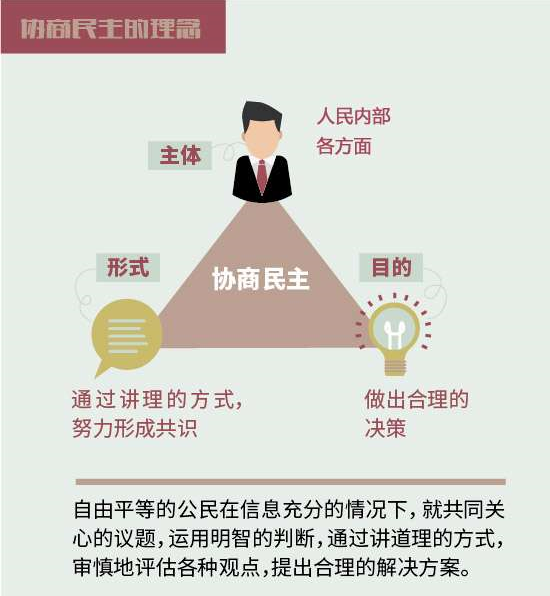 协商民主的理念
人民内部
各方面
主体
形式
目的
协商民主
通过讲理的方式，
努力形成共识
做出合理的
决策
自由平等的公民在信息充分的情况下，就共同关
心的议题，运用明智的判断，通过讲道理的方式，
审慎地评估各种观点，提出合理的解决方案。